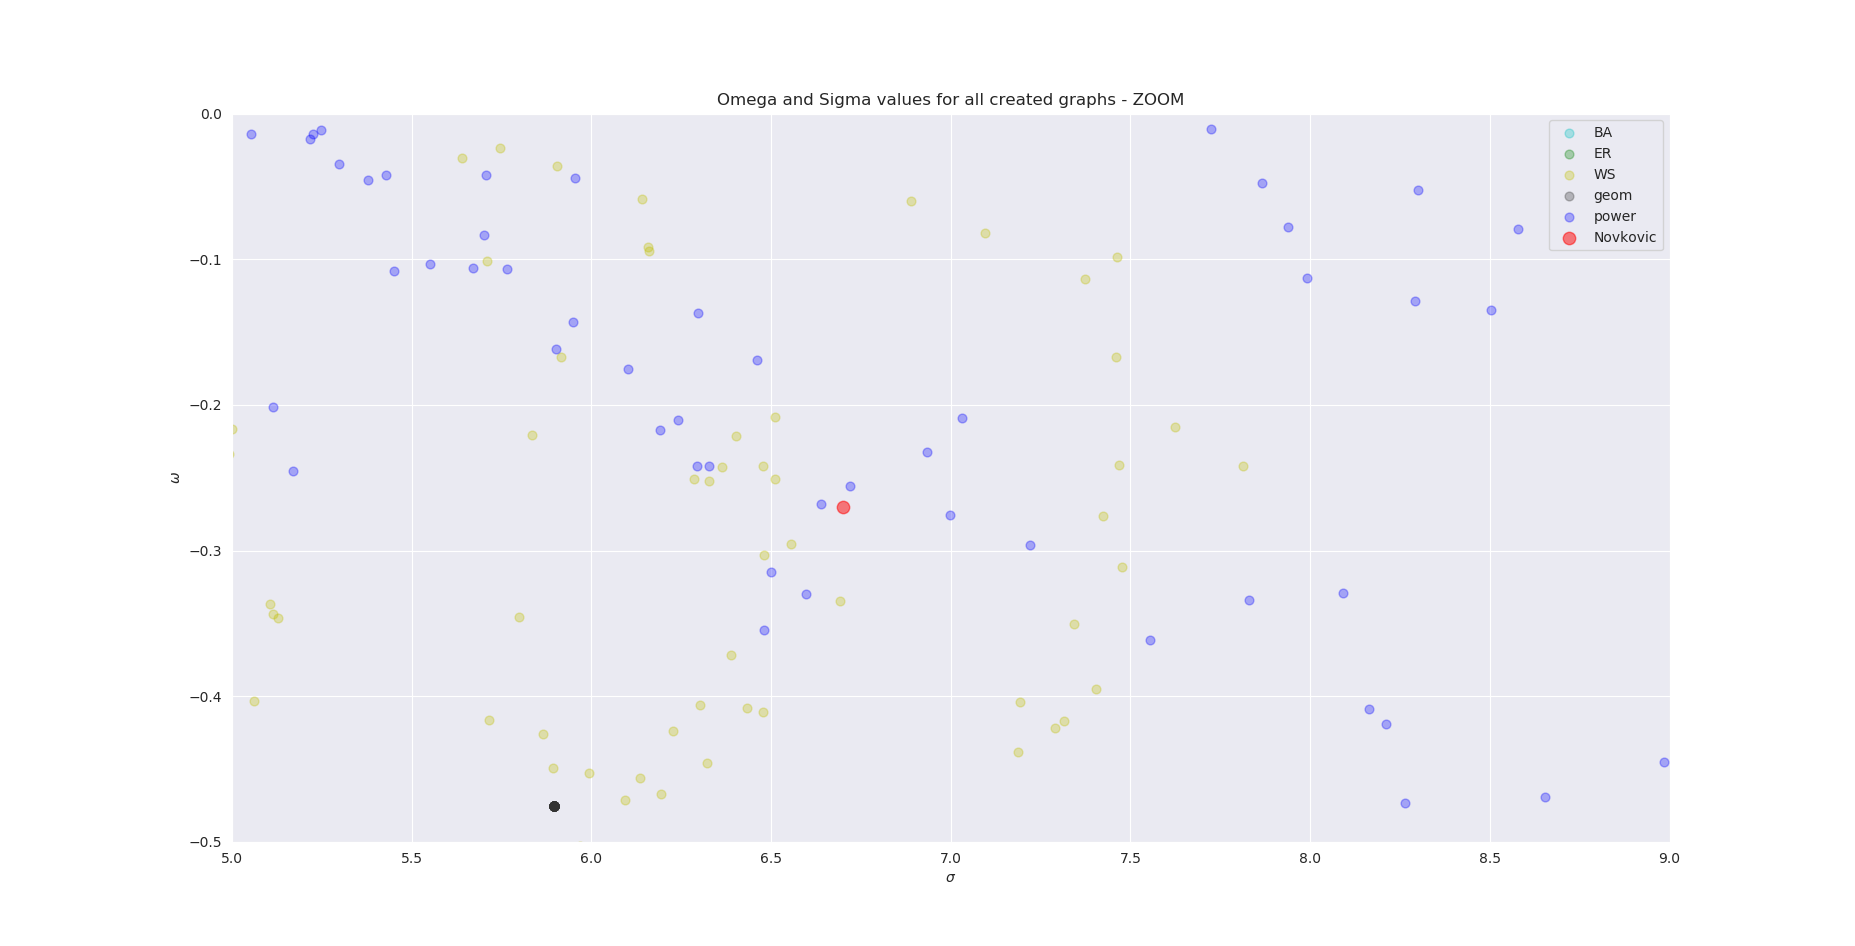 Omega and Sigma values for all created graphs - ZOOM
0.0
−0.1
−0.2
−0.3
−0.4
−0.5
ω
BA
ER
WS
geom
power
Novkovic
5.0 5.5 6.0 6.5 7.0 7.5 8.0 8.5 9.0
σ